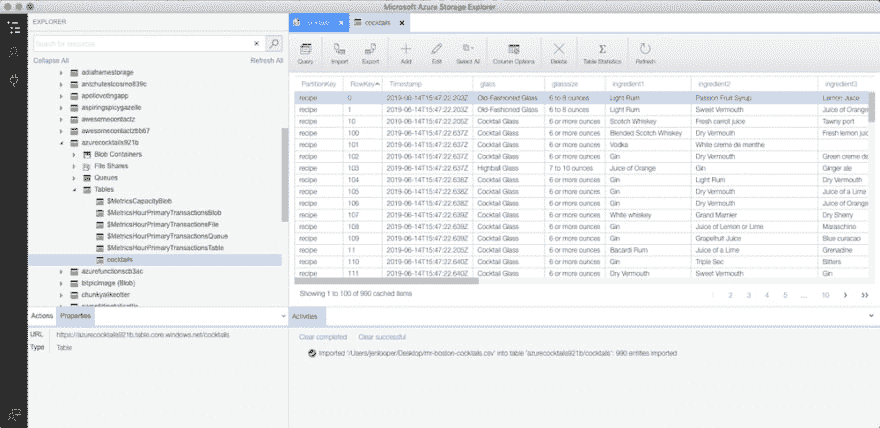 Microsoft Azure Storage Explorer
EXPLORER
Search for resources
Collapse All Refresh All
adiaframestorage
antchulestcosmo839c
apollovotingapp
aspiringspicygazelle
awesomecontactz
awesomecontactztbb67
azurecocktails921b
Blob Containers
File Shares
Queues
Tables
$MetricsCapacityBlob
$MetricsHourPrimaryTransactionsBlob
$MetricsHourPrimaryTransactionsFile
$MetricsHourPrimaryTransactionsQueue
$MetricsHourPrimaryTransactionsTable
cocktails
azurefunctionscb3ac
btpicimage (Blob)
chunkyalikeotter
Actions Properties
URL https://azurecocktails921b.table.core.windows.net/cocktails
Type Table
cocktails
Query Import Export Add Edit Select All Column Options Delete Table Statistics Refresh
PartitionKey RowKey Timestamp glass glasssize ingredient1 ingredient2 ingredient3
recipe 0 2019-06-14T15:47:22.203Z Old-Fashioned Glass 6 to 8 ounces Light Rum Passion Fruit Syrup Lemon Juice
recipe 1 2019-06-14T15:47:22.203Z Old-Fashioned Glass 6 to 8 ounces Light Rum Sweet Vermouth Juice of Orange
recipe 10 2019-06-14T15:47:22.205Z Cocktail Glass 6 or more ounces Scotch Whiskey Fresh carrot juice Tawny port
recipe 100 2019-06-14T15:47:22.637Z Cocktail Glass 6 or more ounces Blended Scotch Whiskey Dry Vermouth Fresh lemon juic
recipe 101 2019-06-14T15:47:22.637Z Cocktail Glass 6 or more ounces Vodka White creme de menthe
recipe 102 2019-06-14T15:47:22.637Z Cocktail Glass 6 or more ounces Gin Dry Vermouth Green creme de
recipe 103 2019-06-14T15:47:22.637Z Highball Glass 7 to 10 ounces Juice of Orange Gin Ginger ale
recipe 104 2019-06-14T15:47:22.638Z Cocktail Glass 6 or more ounces Gin Light Rum Dry Vermouth
recipe 105 2019-06-14T15:47:22.638Z Cocktail Glass 6 or more ounces Gin Dry Vermouth Juice of a Lime
recipe 106 2019-06-14T15:47:22.638Z Cocktail Glass 6 or more ounces Gin Dry Vermouth Juice of Orange
recipe 107 2019-06-14T15:47:22.638Z Cocktail Glass 6 or more ounces White whiskey Grand Marnier Dry Sherry
recipe 108 2019-06-14T15:47:22.639Z Cocktail Glass 6 or more ounces Gin Juice of Lemon or Lime Maraschino
recipe 109 2019-06-14T15:47:22.639Z Cocktail Glass 6 or more ounces Gin Grapefruit Juice Blue curacao
recipe 11 2019-06-14T15:47:22.205Z Cocktail Glass 6 or more ounces Bacardi Rum Juice of a Lime Grenadine
recipe 110 2019-06-14T15:47:22.640Z Cocktail Glass 6 or more ounces Gin Triple Sec Bitters
recipe 111 2019-06-14T15:47:22.640Z Cocktail Glass 6 or more ounces Dry Vermouth Sweet Vermouth Gin
Showing 1 to 100 of 990 cached items
1 2 3 4 5 ... 10
Activities
Clear completed Clear successful
Imported '/Users/jenlooper/Desktop/mr-boston-cocktails.csv' into table 'azurecocktails921b/cocktails': 990 entities imported